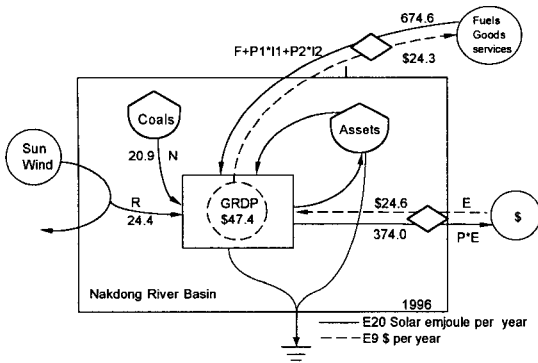 674.6
Fuels
Goods
services
F+P1*I1+P2*I2
$24.3
Coals
Assets
Sun
Wind
20.9
N
R
24.4
GRDP
$47.4
$24.6
E
$
374.0
P*E
Nakdong River Basin
1996
E20 Solar emjoule per year
E9 $ per year